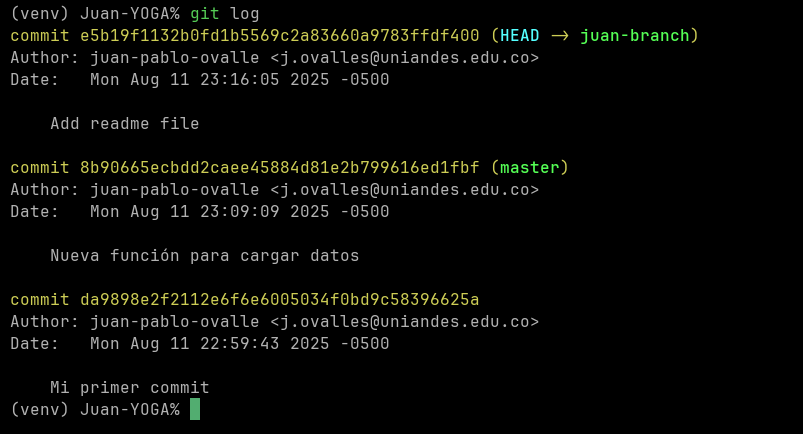 (venv) Juan-YOGA% git log
commit e5b19f1132b0fd1b5569c2a83660a9783ffdf400 (HEAD -> juan-branch)
Author: juan-pablo-ovalle <j.ovalles@uniandes.edu.co>
Date:   Mon Aug 11 23:16:05 2025 -0500
    Add readme file
commit 8b90665ecbdd2caee45884d81e2b799616ed1fbf (master)
Author: juan-pablo-ovalle <j.ovalles@uniandes.edu.co>
Date:   Mon Aug 11 23:09:09 2025 -0500
    Nueva función para cargar datos
commit da9898e2f2112e6f6e6005034f0bd9c58396625a
Author: juan-pablo-ovalle <j.ovalles@uniandes.edu.co>
Date:   Mon Aug 11 22:59:43 2025 -0500
    Mi primer commit
(venv) Juan-YOGA%